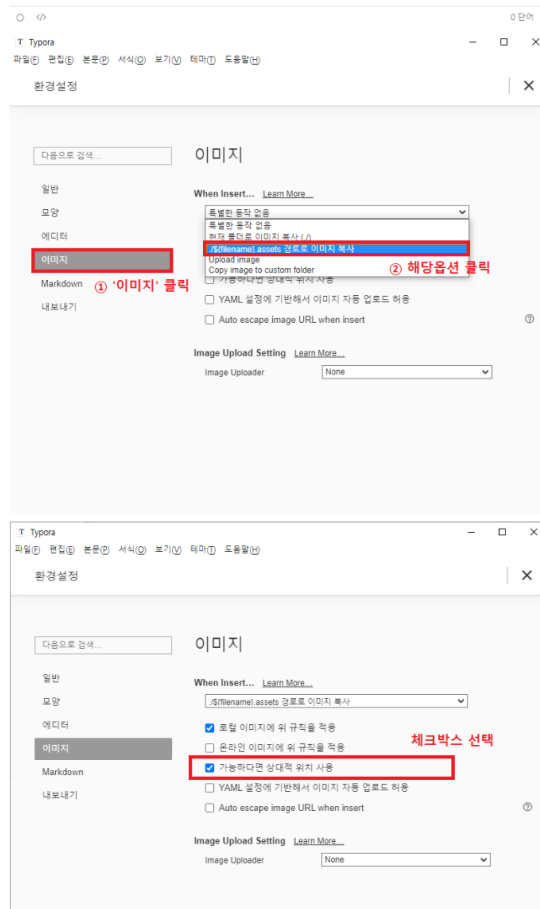 0 단어
T Typora
파일(F) 편집(E) 본문(P) 서식(O) 보기(V) 테마(T) 도움말(H)
환경설정
다음으로 검색...
이미지
일반
When Insert... Learn More...
모양
특별한 동작 없음
특별한 동작 없음
에디터
현재 폴더로 이미지 복사 (./)
./${filename}.assets 경로로 이미지 복사
이미지
Upload image
Copy image to custom folder
② 해당옵션 클릭
Markdown
① '이미지' 클릭
가능하다면 상대적 위치 사용
내보내기
YAML 설정에 기반해서 이미지 자동 업로드 허용
Auto escape image URL when insert
Image Upload Setting Learn More...
Image Uploader None
T Typora
파일(F) 편집(E) 본문(P) 서식(O) 보기(V) 테마(T) 도움말(H)
환경설정
다음으로 검색...
이미지
일반
When Insert... Learn More...
모양
./${filename}.assets 경로로 이미지 복사
에디터
로컬 이미지에 위 규칙을 적용
이미지
온라인 이미지에 위 규칙을 적용
체크박스 선택
Markdown
가능하다면 상대적 위치 사용
내보내기
YAML 설정에 기반해서 이미지 자동 업로드 허용
Auto escape image URL when insert
Image Upload Setting Learn More...
Image Uploader None